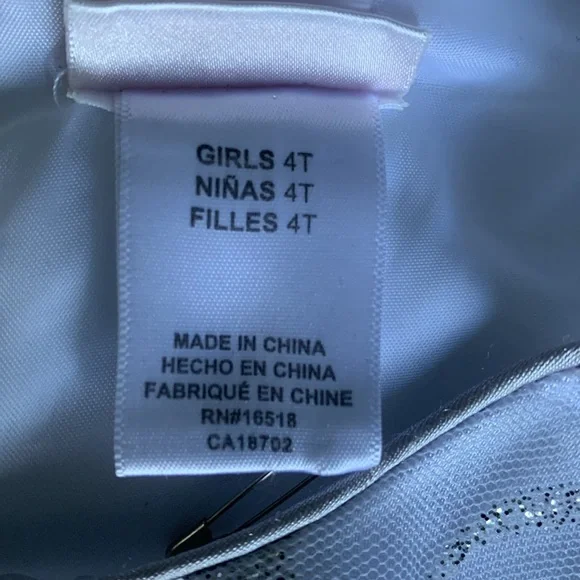 GIRLS 4T
NIÑAS 4T
FILLES 4T
MADE IN CHINA
HECHO EN CHINA
FABRIQUÉ EN CHINE
RN#16518
CA18702